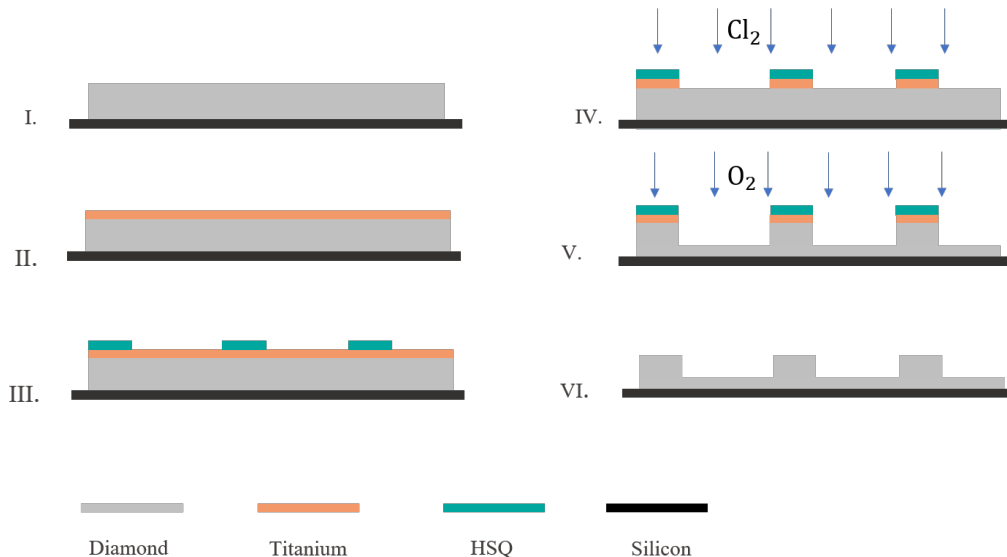 I.
II.
III.
Cl₂
IV.
O₂
V.
VI.
Diamond
Titanium
HSQ
Silicon